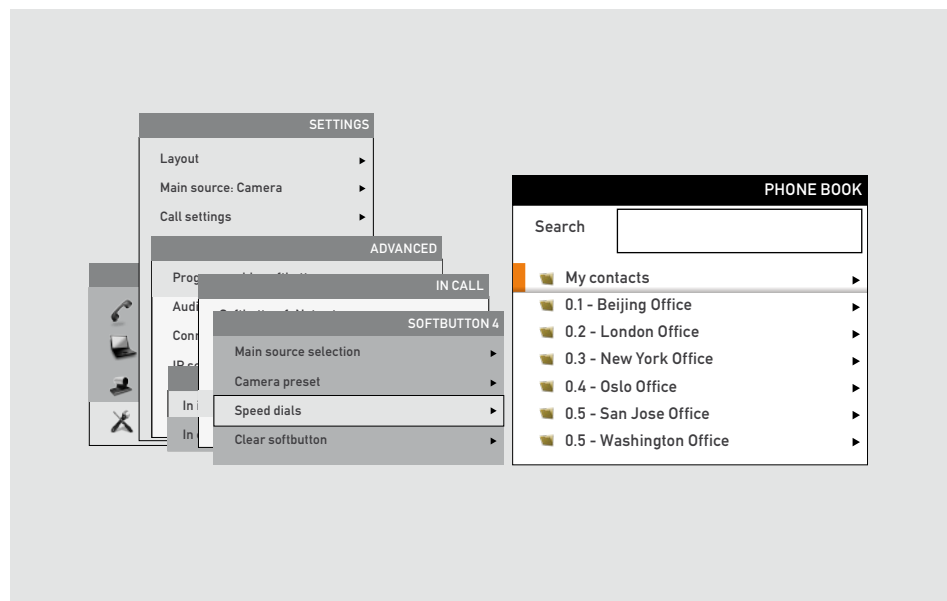 SETTINGS
Layout
Main source: Camera
Call settings
ADVANCED
IN CALL
SOFTBUTTON 4
Main source selection
Camera preset
Speed dials
Clear softbutton
PHONE BOOK
Search
My contacts
0.1 - Beijing Office
0.2 - London Office
0.3 - New York Office
0.4 - Oslo Office
0.5 - San Jose Office
0.5 - Washington Office